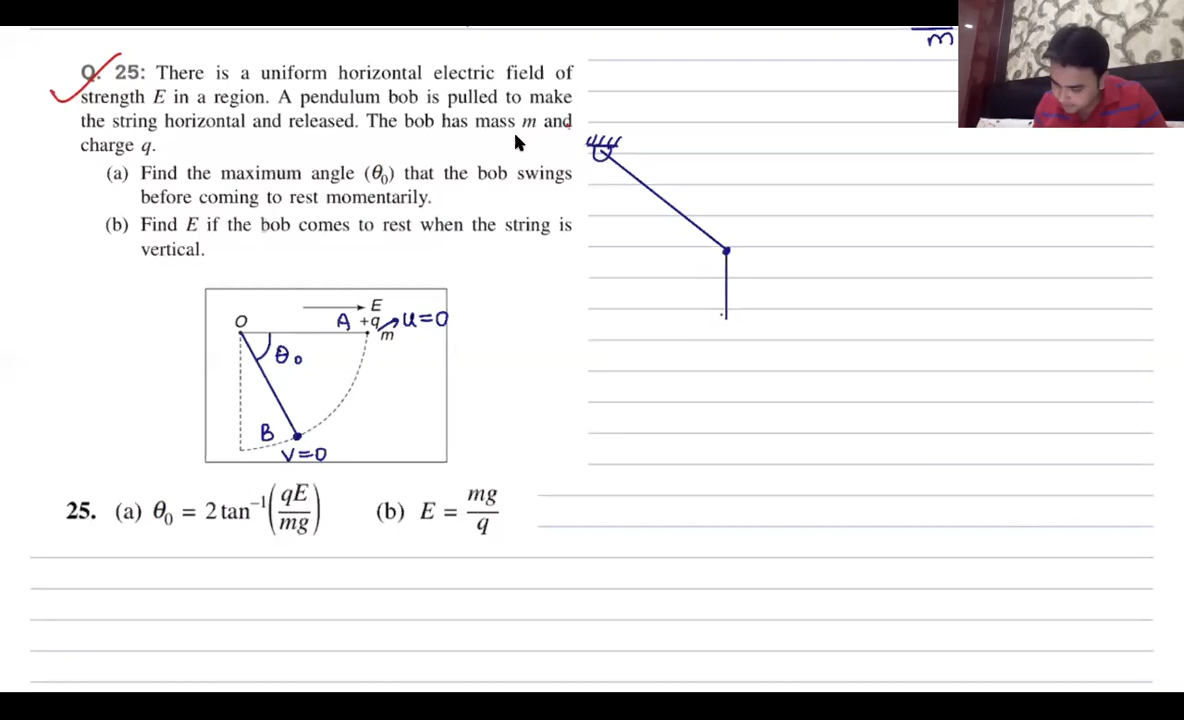 m
Q. 25: There is a uniform horizontal electric field of
strength E in a region. A pendulum bob is pulled to make
the string horizontal and released. The bob has mass m and
charge q.
(a) Find the maximum angle (θ₀) that the bob swings
before coming to rest momentarily.
(b) Find E if the bob comes to rest when the string is
vertical.
E
O A +q u=0
m
θ₀
B
V=0
25. (a) θ₀ = 2 tan⁻¹(qE/mg) (b) E = mg/q